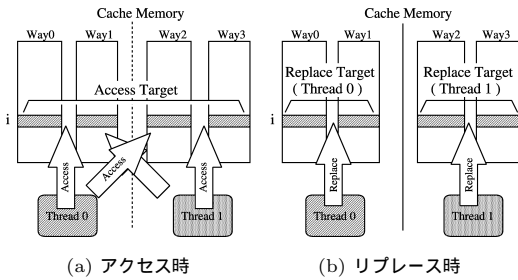 Cache Memory
Way0 Way1 Way2 Way3
Access Target
i
Access
Access
Access
Thread 0
Thread 1
(a) アクセス時
Cache Memory
Way0 Way1 Way2 Way3
Replace Target
( Thread 0 )
Replace Target
( Thread 1 )
i
Replace
Replace
Thread 0
Thread 1
(b) リプレース時